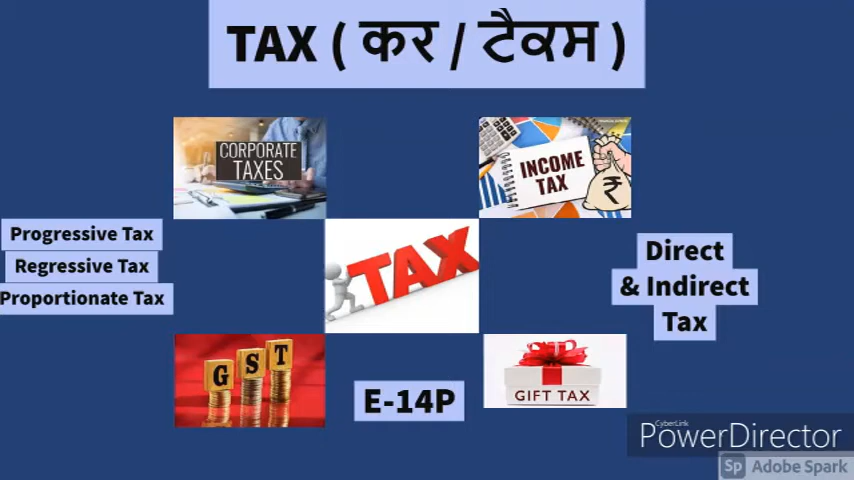 TAX ( कर / टैक्स )
CORPORATE
TAXES
INCOME
TAX
₹
Progressive Tax
Regressive Tax
Proportionate Tax
TAX
Direct
& Indirect
Tax
G S T
E-14P
GIFT TAX
CyberLink
PowerDirector
Sp Adobe Spark